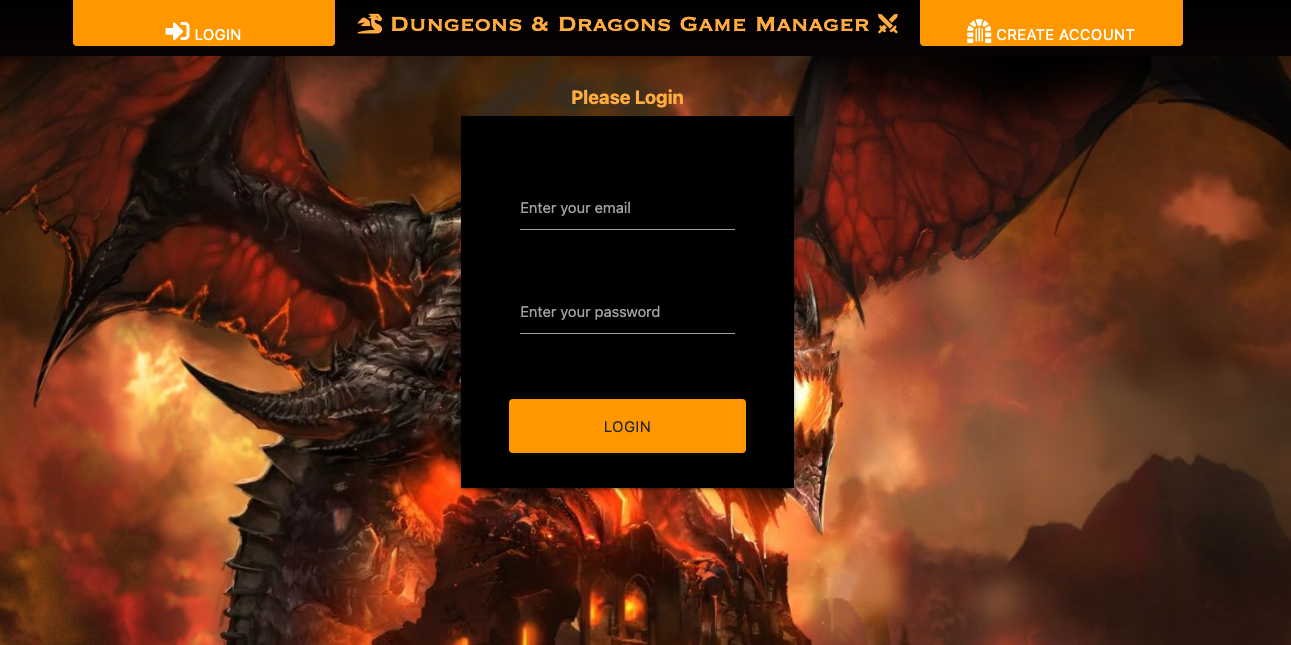 LOGIN
Dungeons & Dragons Game Manager
CREATE ACCOUNT
Please Login
Enter your email
Enter your password
LOGIN